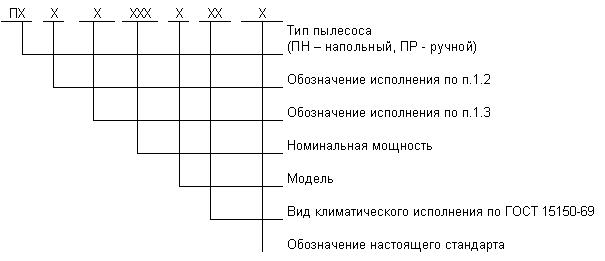 ПХ Х Х ХХХ Х ХХ Х
Тип пылесоса
(ПН – напольный, ПР - ручной)
Обозначение исполнения по п.1.2
Обозначение исполнения по п.1.3
Номинальная мощность
Модель
Вид климатического исполнения по ГОСТ 15150-69
Обозначение настоящего стандарта